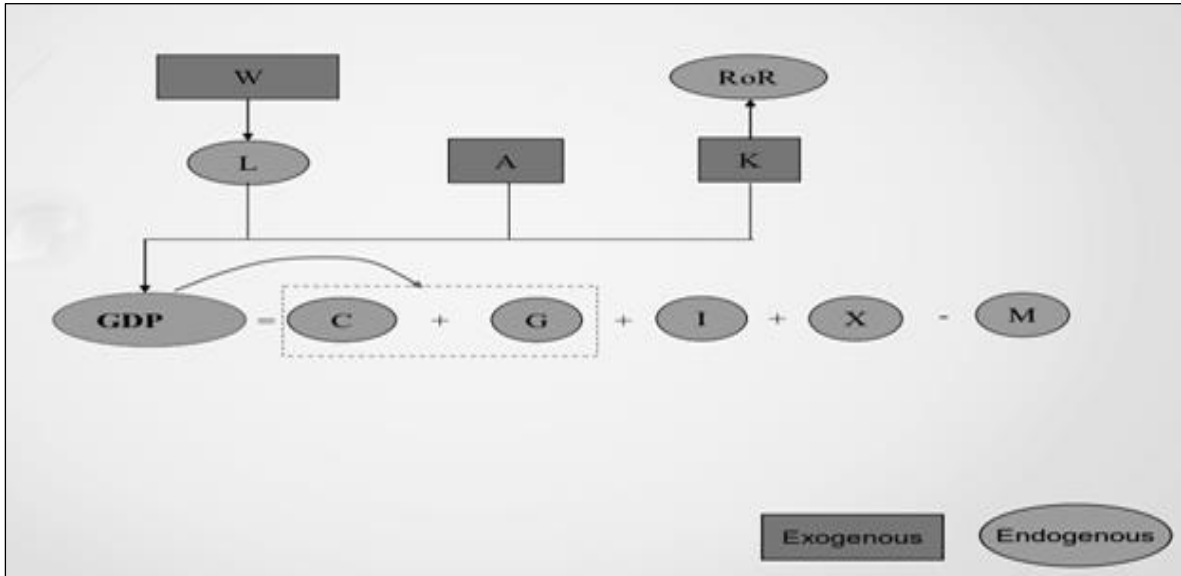 W RoR
L A K
GDP = C + G + I + X - M
Exogenous Endogenous